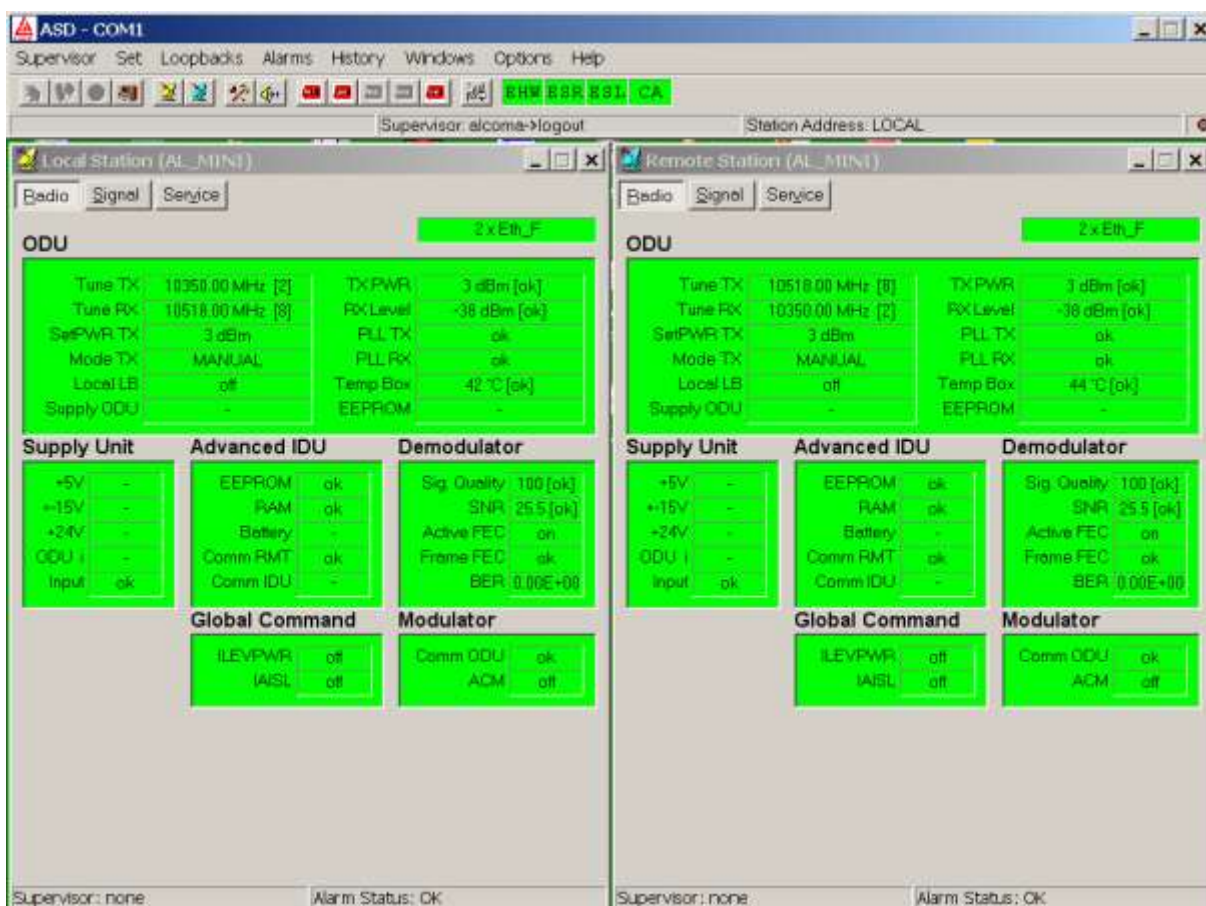 ASD - COM1
Supervisor Set Loopbacks Alarms History Windows Options Help
EHW ESR ESL CA
Supervisor: alcoma->logout Station Address: LOCAL
Local Station (AL_MINI)
Radio Signal Service
2 x Eth_F
ODU
Tune TX 10350.00 MHz [2] TX PWR 3 dBm [ok]
Tune RX 10518.00 MHz [8] RX Level -38 dBm [ok]
SetPWR TX 3 dBm PLL TX ok
Mode TX MANUAL PLL RX ok
Local LB off Temp Box 42 °C [ok]
Supply ODU - EEPROM -
Supply Unit Advanced IDU Demodulator
+5V - EEPROM ok Sig. Quality 100 [ok]
+-15V - RAM ok SNR 25.5 [ok]
+24V - Battery - Active FEC on
ODU i - Comm RMT ok Frame FEC ok
Input ok Comm IDU - BER 0.00E+00
Global Command Modulator
ILEVPWR off Comm ODU ok
IAISL off ACM off
Supervisor: none Alarm Status: OK
Remote Station (AL_MINI)
Radio Signal Service
2 x Eth_F
ODU
Tune TX 10518.00 MHz [8] TX PWR 3 dBm [ok]
Tune RX 10350.00 MHz [2] RX Level -38 dBm [ok]
SetPWR TX 3 dBm PLL TX ok
Mode TX MANUAL PLL RX ok
Local LB off Temp Box 44 °C [ok]
Supply ODU - EEPROM -
Supply Unit Advanced IDU Demodulator
+5V - EEPROM ok Sig. Quality 100 [ok]
+-15V - RAM ok SNR 25.5 [ok]
+24V - Battery - Active FEC on
ODU i - Comm RMT ok Frame FEC ok
Input ok Comm IDU - BER 0.00E+00
Global Command Modulator
ILEVPWR off Comm ODU ok
IAISL off ACM off
Supervisor: none Alarm Status: OK